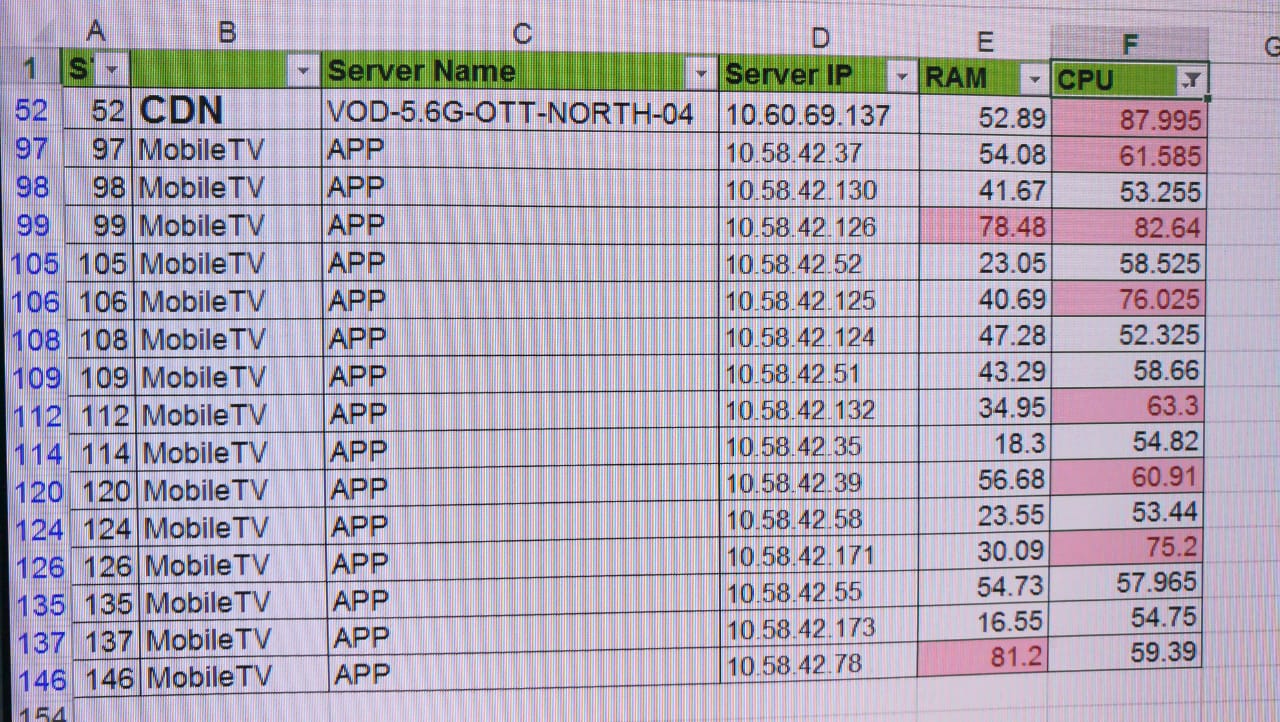 A B C D E F G
1 S Server Name Server IP RAM CPU
52 52 CDN VOD-5.6G-OTT-NORTH-04 10.60.69.137 52.89 87.995
97 97 MobileTV APP 10.58.42.37 54.08 61.585
98 98 MobileTV APP 10.58.42.130 41.67 53.255
99 99 MobileTV APP 10.58.42.126 78.48 82.64
105 105 MobileTV APP 10.58.42.52 23.05 58.525
106 106 MobileTV APP 10.58.42.125 40.69 76.025
108 108 MobileTV APP 10.58.42.124 47.28 52.325
109 109 MobileTV APP 10.58.42.51 43.29 58.66
112 112 MobileTV APP 10.58.42.132 34.95 63.3
114 114 MobileTV APP 10.58.42.35 18.3 54.82
120 120 MobileTV APP 10.58.42.39 56.68 60.91
124 124 MobileTV APP 10.58.42.58 23.55 53.44
126 126 MobileTV APP 10.58.42.171 30.09 75.2
135 135 MobileTV APP 10.58.42.55 54.73 57.965
137 137 MobileTV APP 10.58.42.173 16.55 54.75
146 146 MobileTV APP 10.58.42.78 81.2 59.39
154